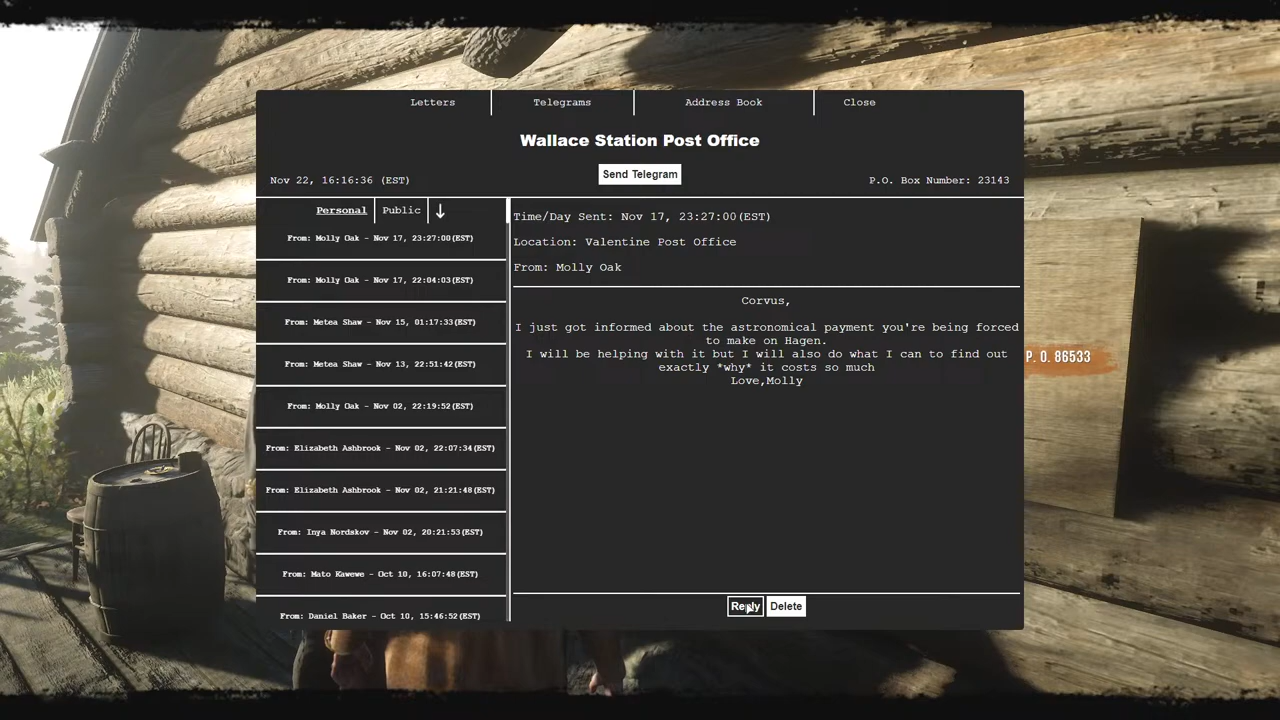 Letters
Telegrams
Address Book
Close
Wallace Station Post Office
Send Telegram
Nov 22, 16:16:36 (EST)
P.O. Box Number: 23143
Personal
Public
↓
From: Molly Oak - Nov 17, 23:27:00(EST)
From: Molly Oak - Nov 17, 22:04:03(EST)
From: Metea Shaw - Nov 15, 01:17:33(EST)
From: Metea Shaw - Nov 13, 22:51:42(EST)
From: Molly Oak - Nov 02, 22:19:52(EST)
From: Elizabeth Ashbrook - Nov 02, 22:07:34(EST)
From: Elizabeth Ashbrook - Nov 02, 21:21:48(EST)
From: Inya Nordskov - Nov 02, 20:21:53(EST)
From: Mato Kawewe - Oct 10, 16:07:48(EST)
From: Daniel Baker - Oct 10, 15:46:52(EST)
Time/Day Sent: Nov 17, 23:27:00(EST)
Location: Valentine Post Office
From: Molly Oak
Corvus,
I just got informed about the astronomical payment you're being forced
to make on Hagen.
I will be helping with it but I will also do what I can to find out
exactly *why* it costs so much
Love,Molly
Reply
Delete
P. O. 86533